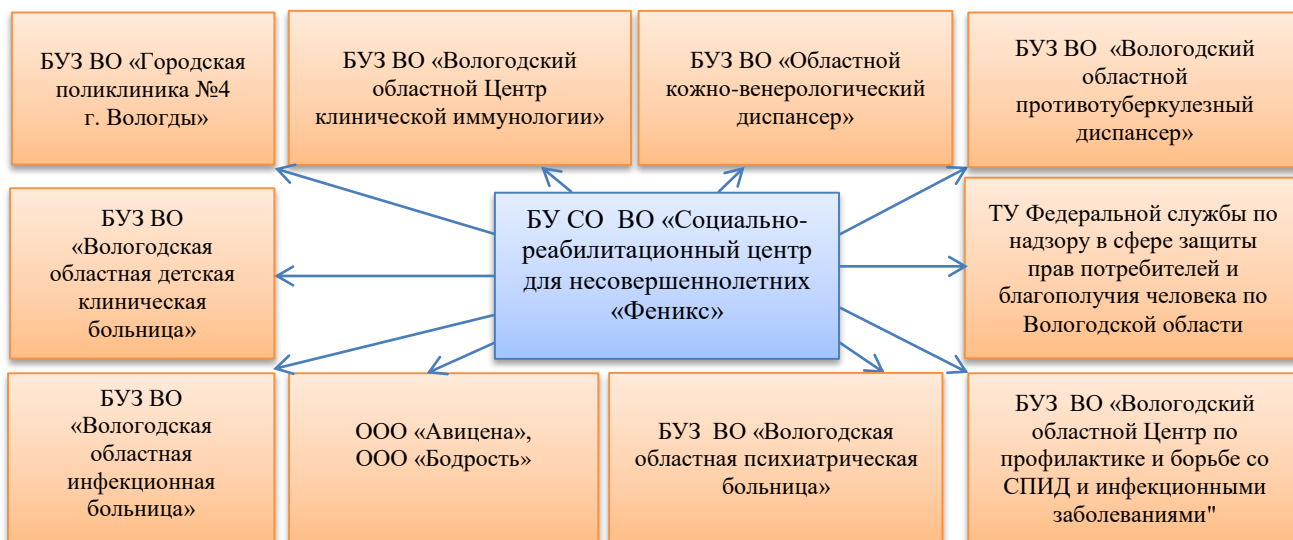 БУЗ ВО «Городская
поликлиника №4
г. Вологды»
БУЗ ВО «Вологодский
областной Центр
клинической иммунологии»
БУЗ ВО «Областной
кожно-венерологический
диспансер»
БУЗ ВО «Вологодский
областной
противотуберкулезный
диспансер»
БУЗ ВО
«Вологодская
областная детская
клиническая
больница»
БУ СО ВО «Социально-
реабилитационный центр
для несовершеннолетних
«Феникс»
ТУ Федеральной службы по
надзору в сфере защиты
прав потребителей и
благополучия человека по
Вологодской области
БУЗ ВО
«Вологодская
областная
инфекционная
больница»
ООО «Авицена»,
ООО «Бодрость»
БУЗ ВО «Вологодская
областная психиатрическая
больница»
БУЗ ВО «Вологодский
областной Центр по
профилактике и борьбе со
СПИД и инфекционными
заболеваниями"